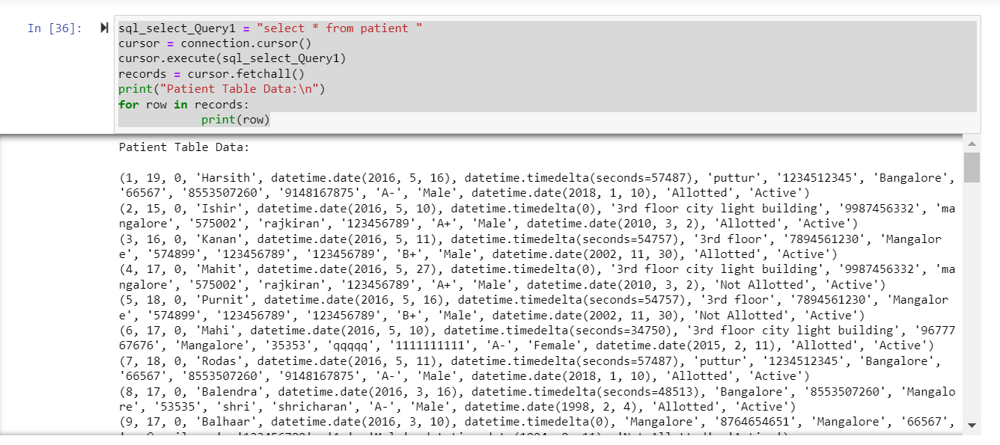 In [36]:
sql_select_Query1 = "select * from patient "
cursor = connection.cursor()
cursor.execute(sql_select_Query1)
records = cursor.fetchall()
print("Patient Table Data:\n")
for row in records:
print(row)
Patient Table Data:
(1, 19, 0, 'Harsith', datetime.date(2016, 5, 16), datetime.timedelta(seconds=57487), 'puttur', '1234512345', 'Bangalore',
'66567', '8553507260', '9148167875', 'A-', 'Male', datetime.date(2018, 1, 10), 'Allotted', 'Active')
(2, 15, 0, 'Ishir', datetime.date(2016, 5, 10), datetime.timedelta(0), '3rd floor city light building', '9987456332', 'ma
ngalore', '575002', 'rajkiran', '123456789', 'A+', 'Male', datetime.date(2010, 3, 2), 'Allotted', 'Active')
(3, 16, 0, 'Kanan', datetime.date(2016, 5, 11), datetime.timedelta(seconds=54757), '3rd floor', '7894561230', 'Mangalor
e', '574899', '123456789', '123456789', 'B+', 'Male', datetime.date(2002, 11, 30), 'Allotted', 'Active')
(4, 17, 0, 'Mahit', datetime.date(2016, 5, 27), datetime.timedelta(0), '3rd floor city light building', '9987456332', 'ma
ngalore', '575002', 'rajkiran', '123456789', 'A+', 'Male', datetime.date(2010, 3, 2), 'Not Allotted', 'Active')
(5, 18, 0, 'Purnit', datetime.date(2016, 5, 16), datetime.timedelta(seconds=54757), '3rd floor', '7894561230', 'Mangalor
e', '574899', '123456789', '123456789', 'B+', 'Male', datetime.date(2002, 11, 30), 'Not Allotted', 'Active')
(6, 17, 0, 'Mahi', datetime.date(2016, 5, 10), datetime.timedelta(seconds=34750), '3rd floor city light building', '96777
67676', 'Mangalore', '35353', 'qqqqq', '1111111111', 'A-', 'Female', datetime.date(2015, 2, 11), 'Allotted', 'Active')
(7, 18, 0, 'Rodas', datetime.date(2016, 5, 11), datetime.timedelta(seconds=57487), 'puttur', '1234512345', 'Bangalore',
'66567', '8553507260', '9148167875', 'A-', 'Male', datetime.date(2018, 1, 10), 'Allotted', 'Active')
(8, 17, 0, 'Balendra', datetime.date(2016, 3, 16), datetime.timedelta(seconds=48513), 'Bangalore', '8553507260', 'Mangalo
re', '53535', 'shri', 'shricharan', 'A-', 'Male', datetime.date(1998, 2, 4), 'Allotted', 'Active')
(9, 17, 0, 'Balhaar', datetime.date(2016, 3, 10), datetime.timedelta(0), 'Mangalore', '8764654651', 'Mangalore', '66567',